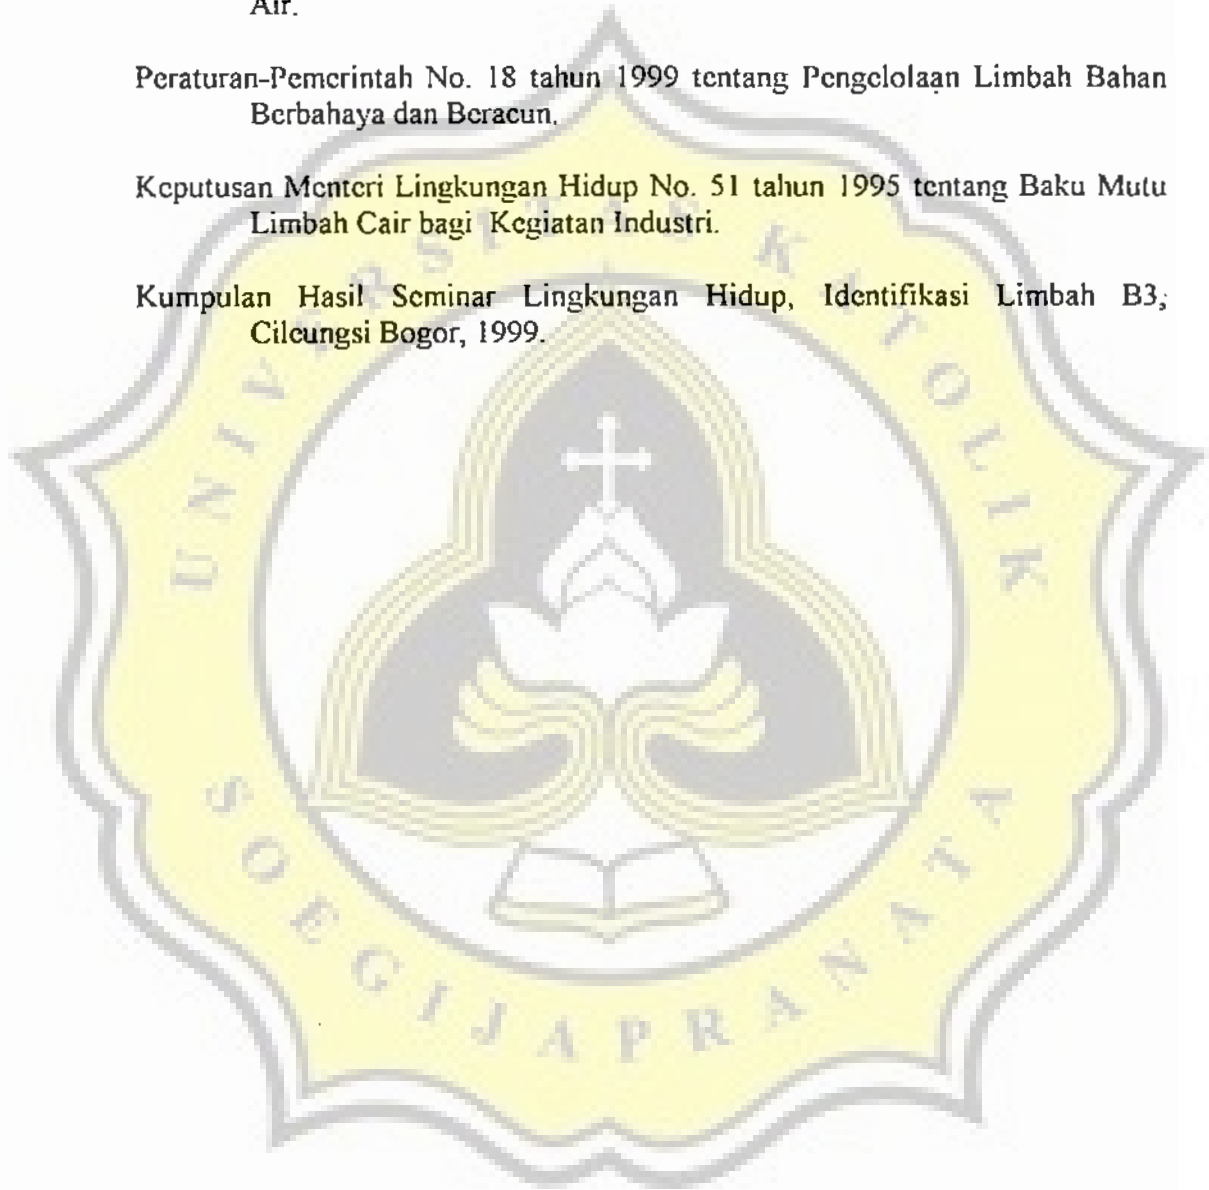 Air.
Peraturan-Pemerintah No. 18 tahun 1999 tentang Pengelolaan Limbah Bahan
Berbahaya dan Beracun.
Keputusan Menteri Lingkungan Hidup No. 51 tahun 1995 tentang Baku Mutu
Limbah Cair bagi Kegiatan Industri.
Kumpulan Hasil Seminar Lingkungan Hidup, Identifikasi Limbah B3,
Cileungsi Bogor, 1999.
UNIVERSITAS KATOLIK
SOEGIJAPRANATA